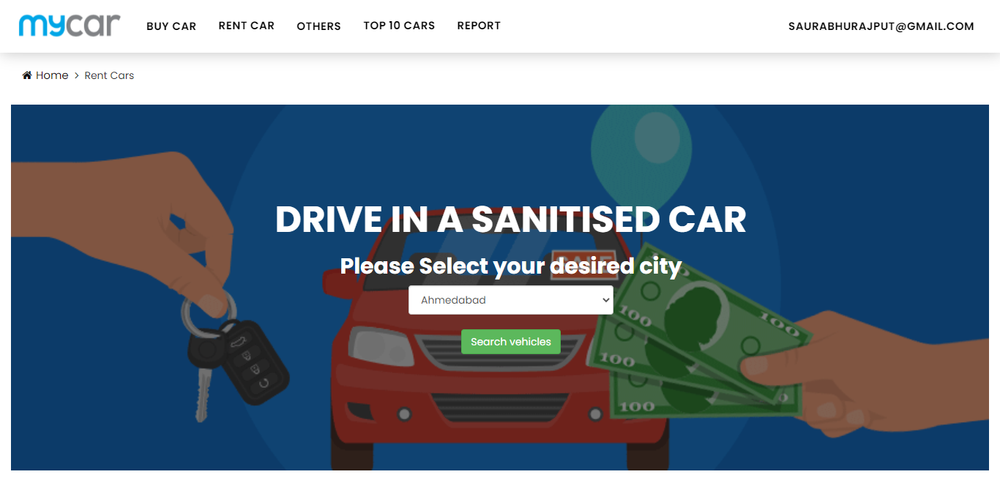 mycar BUY CAR RENT CAR OTHERS TOP 10 CARS REPORT SAURABHURAJPUT@GMAIL.COM
Home > Rent Cars
DRIVE IN A SANITISED CAR
Please Select your desired city
Ahmedabad
Search vehicles
SALE
100
100
100
100